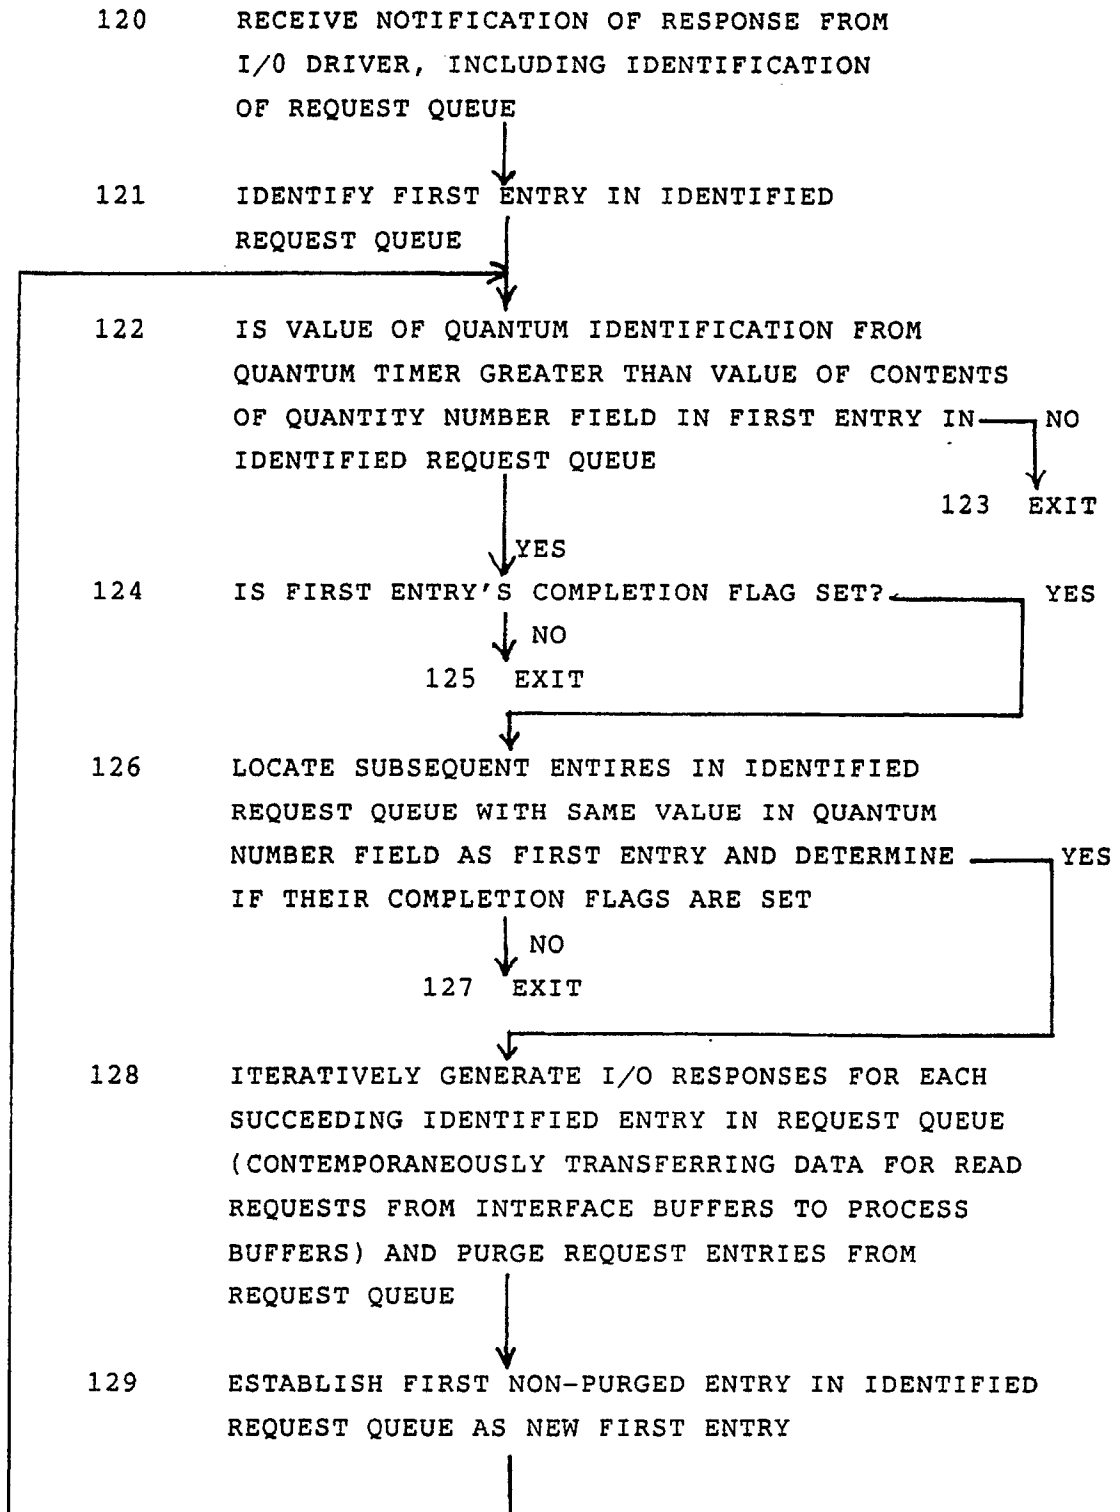 120 RECEIVE NOTIFICATION OF RESPONSE FROM
I/O DRIVER, INCLUDING IDENTIFICATION
OF REQUEST QUEUE
121 IDENTIFY FIRST ENTRY IN IDENTIFIED
REQUEST QUEUE
122 IS VALUE OF QUANTUM IDENTIFICATION FROM
QUANTUM TIMER GREATER THAN VALUE OF CONTENTS
OF QUANTITY NUMBER FIELD IN FIRST ENTRY IN NO
IDENTIFIED REQUEST QUEUE
123 EXIT
YES
124 IS FIRST ENTRY'S COMPLETION FLAG SET? YES
NO
125 EXIT
126 LOCATE SUBSEQUENT ENTIRES IN IDENTIFIED
REQUEST QUEUE WITH SAME VALUE IN QUANTUM
NUMBER FIELD AS FIRST ENTRY AND DETERMINE YES
IF THEIR COMPLETION FLAGS ARE SET
NO
127 EXIT
128 ITERATIVELY GENERATE I/O RESPONSES FOR EACH
SUCCEEDING IDENTIFIED ENTRY IN REQUEST QUEUE
(CONTEMPORANEOUSLY TRANSFERRING DATA FOR READ
REQUESTS FROM INTERFACE BUFFERS TO PROCESS
BUFFERS) AND PURGE REQUEST ENTRIES FROM
REQUEST QUEUE
129 ESTABLISH FIRST NON-PURGED ENTRY IN IDENTIFIED
REQUEST QUEUE AS NEW FIRST ENTRY